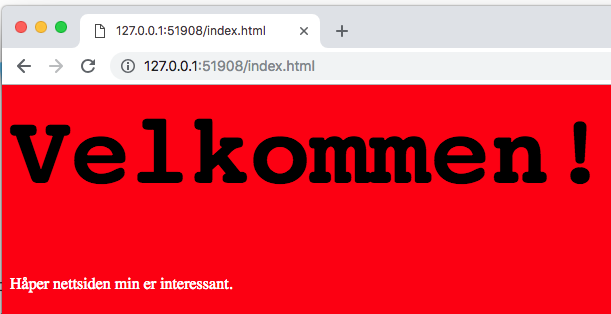 127.0.0.1:51908/index.html
127.0.0.1:51908/index.html
Velkommen!
Håper nettsiden min er interessant.